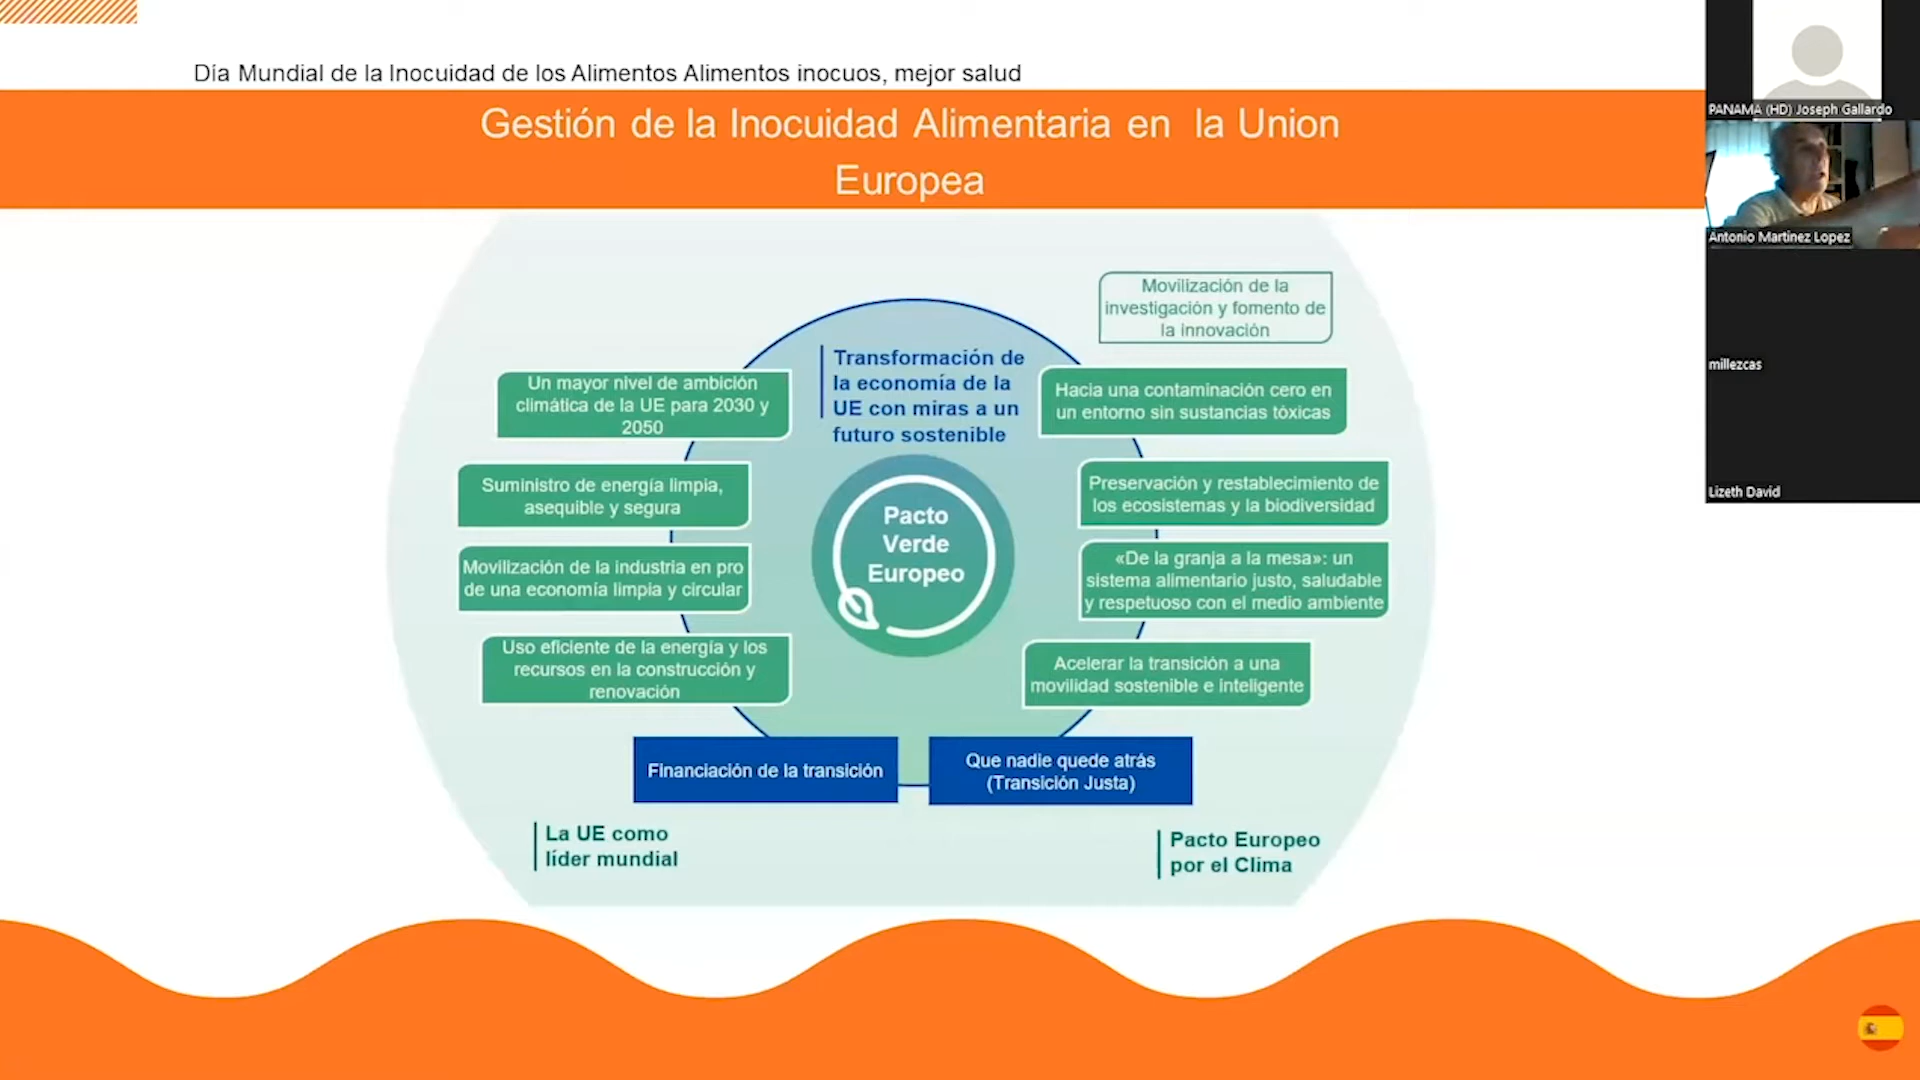 Día Mundial de la Inocuidad de los Alimentos Alimentos inocuos, mejor salud
Gestión de la Inocuidad Alimentaria en la Union
Europea
Movilización de la
investigación y fomento de
la innovación
Transformación de
la economía de la
UE con miras a un
futuro sostenible
Un mayor nivel de ambición
climática de la UE para 2030 y
2050
Hacia una contaminación cero en
un entorno sin sustancias tóxicas
Suministro de energía limpia,
asequible y segura
Preservación y restablecimiento de
los ecosistemas y la biodiversidad
Pacto
Verde
Europeo
Movilización de la industria en pro
de una economía limpia y circular
«De la granja a la mesa»: un
sistema alimentario justo, saludable
y respetuoso con el medio ambiente
Uso eficiente de la energía y los
recursos en la construcción y
renovación
Acelerar la transición a una
movilidad sostenible e inteligente
Financiación de la transición
Que nadie quede atrás
(Transición Justa)
La UE como
líder mundial
Pacto Europeo
por el Clima
PANAMA (HD) Joseph Gallardo
Antonio Martinez Lopez
millezcas
Lizeth David